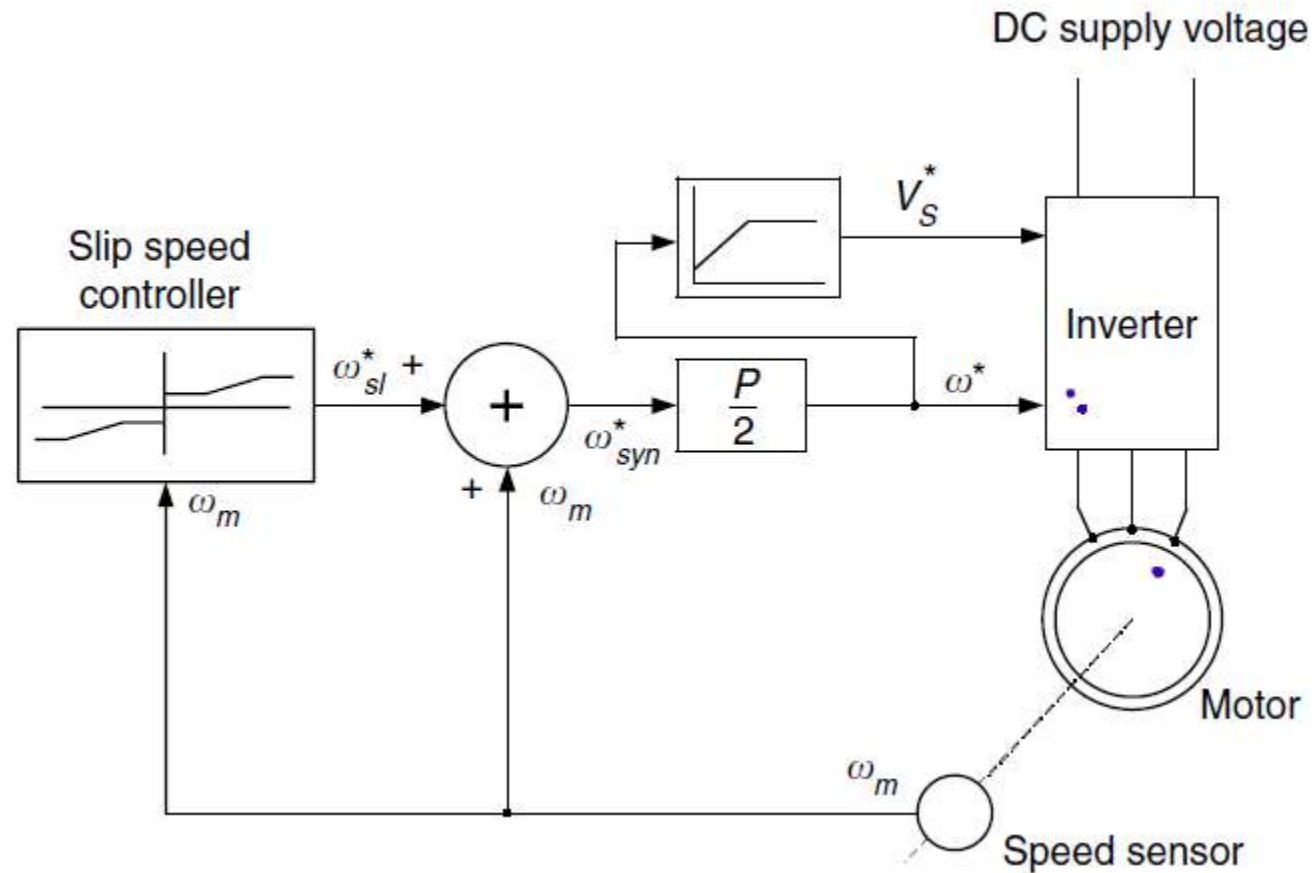 DC supply voltage
V*S
Slip speed
controller
Inverter
ω*sl +
+
P
2
ω*
ω*syn
+
ωm
ωm
Motor
ωm
Speed sensor